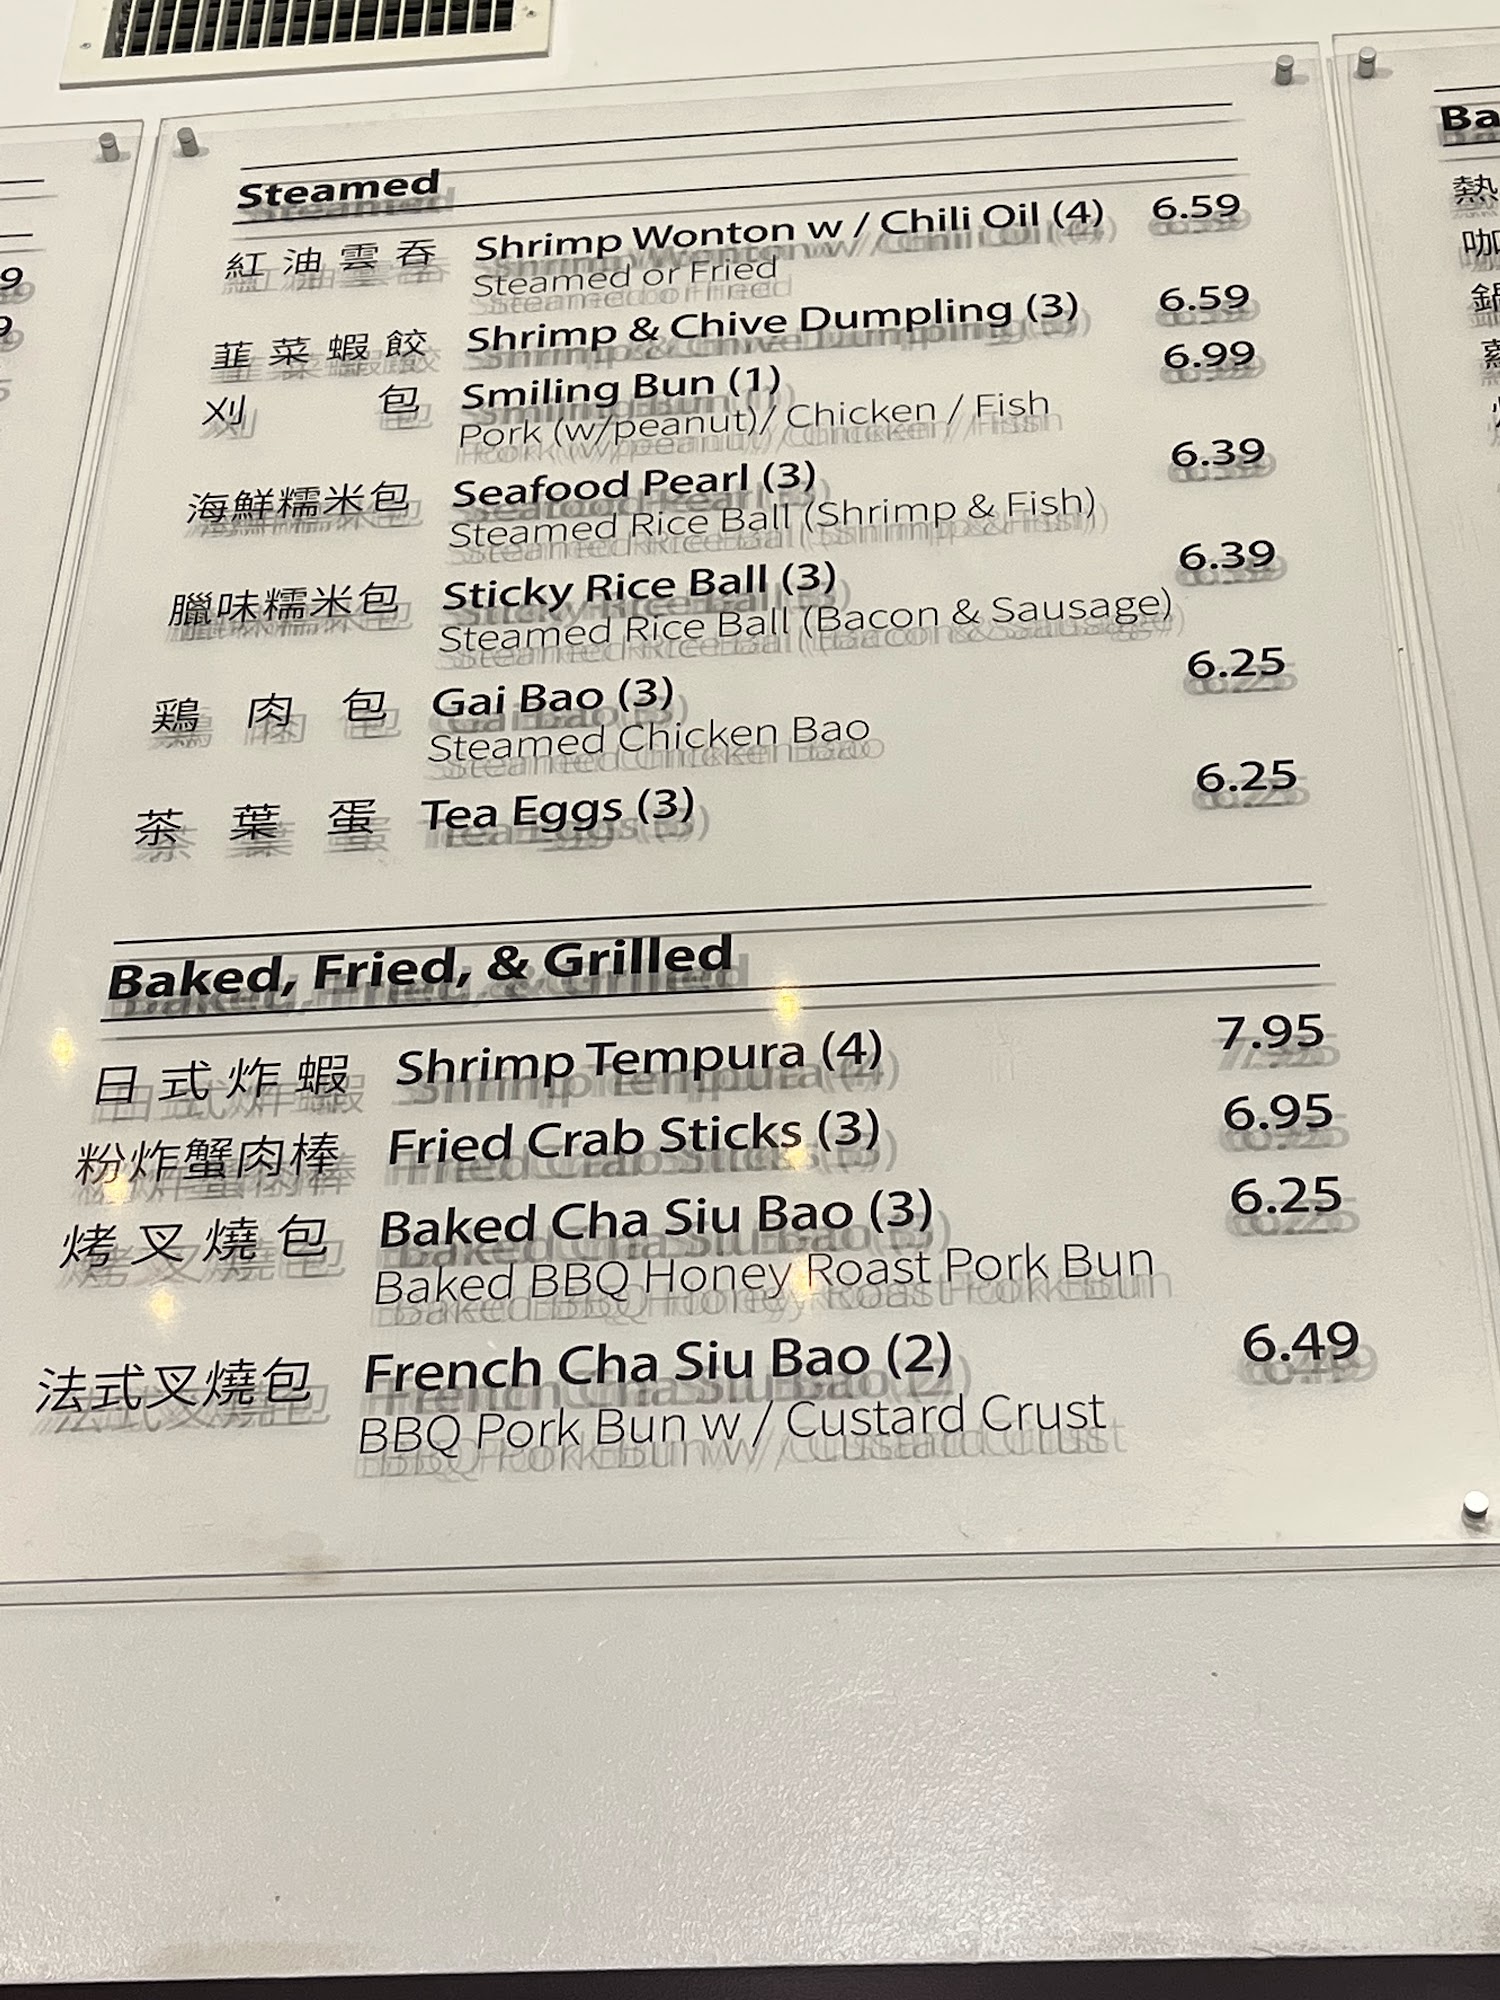 Steamed
紅油雲吞 Shrimp Wonton w / Chili Oil (4) 6.59
Steamed or Fried
韮菜蝦餃 Shrimp & Chive Dumpling (3) 6.59
刈包 Smiling Bun (1) 6.99
Pork (w/peanut)/ Chicken / Fish
海鮮糯米包 Seafood Pearl (3) 6.39
Steamed Rice Ball (Shrimp & Fish)
臘味糯米包 Sticky Rice Ball (3) 6.39
Steamed Rice Ball (Bacon & Sausage)
鶏肉包 Gai Bao (3) 6.25
Steamed Chicken Bao
茶葉蛋 Tea Eggs (3) 6.25
Baked, Fried, & Grilled
日式炸蝦 Shrimp Tempura (4) 7.95
粉炸蟹肉棒 Fried Crab Sticks (3) 6.95
烤叉燒包 Baked Cha Siu Bao (3) 6.25
Baked BBQ Honey Roast Pork Bun
法式叉燒包 French Cha Siu Bao (2) 6.49
BBQ Pork Bun w / Custard Crust
Ba
熱